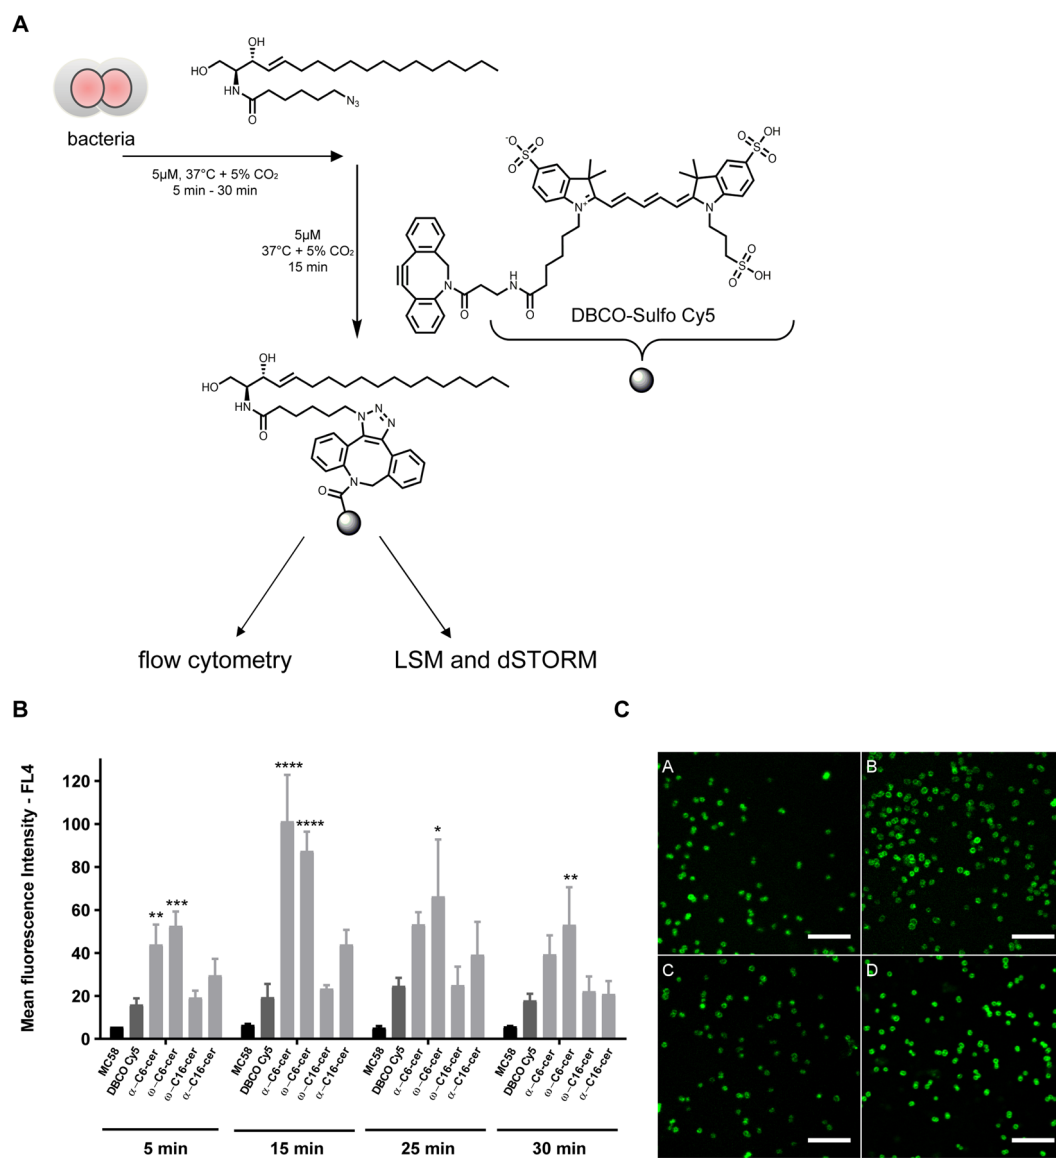 A
OH
HO
HN
N3
O
bacteria
5µM, 37°C + 5% CO2
5 min - 30 min
5µM
37°C + 5% CO2
15 min
-O
O
S
O
OH
O
S
O
N+
N
O
S
OH
O
N
O
H
N
O
DBCO-Sulfo Cy5
OH
HO
HN
O
N
N
N
N
O
flow cytometry
LSM and dSTORM
B
Mean fluorescence Intensity - FL4
120
100
80
60
40
20
0
** *** **** **** * **
MC58 DBCO Cy5 α–C6-cer ω–C6-cer ω–C16-cer α–C16-cer
MC58 DBCO Cy5 α–C6-cer ω–C6-cer ω–C16-cer α–C16-cer
MC58 DBCO Cy5 α–C6-cer ω–C6-cer ω–C16-cer α–C16-cer
MC58 DBCO Cy5 α–C6-cer ω–C6-cer ω–C16-cer α–C16-cer
5 min 15 min 25 min 30 min
C
A B
C D